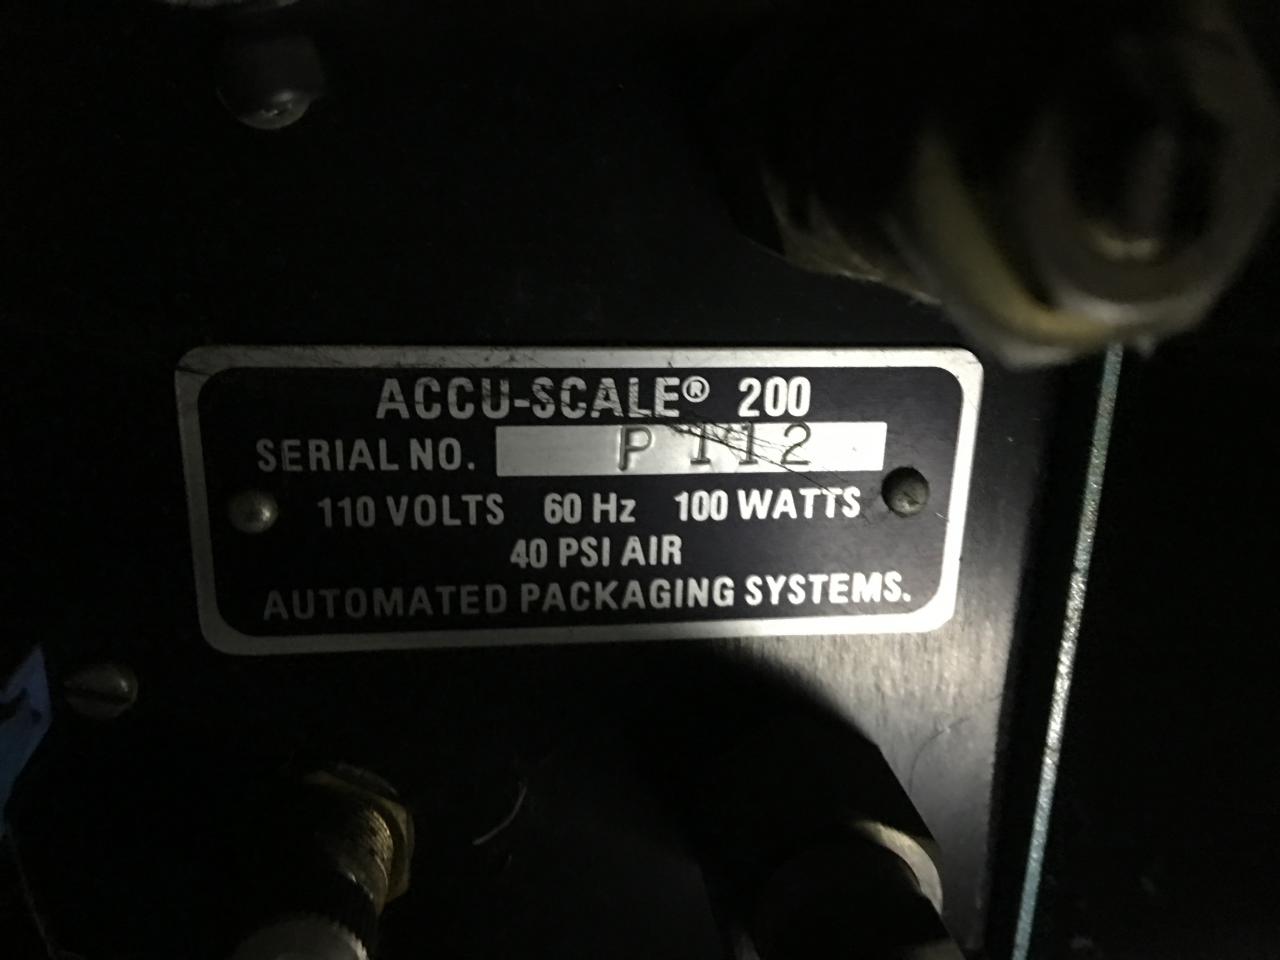 ACCU-SCALE® 200
SERIAL NO. P 112
110 VOLTS 60 Hz 100 WATTS
40 PSI AIR
AUTOMATED PACKAGING SYSTEMS.